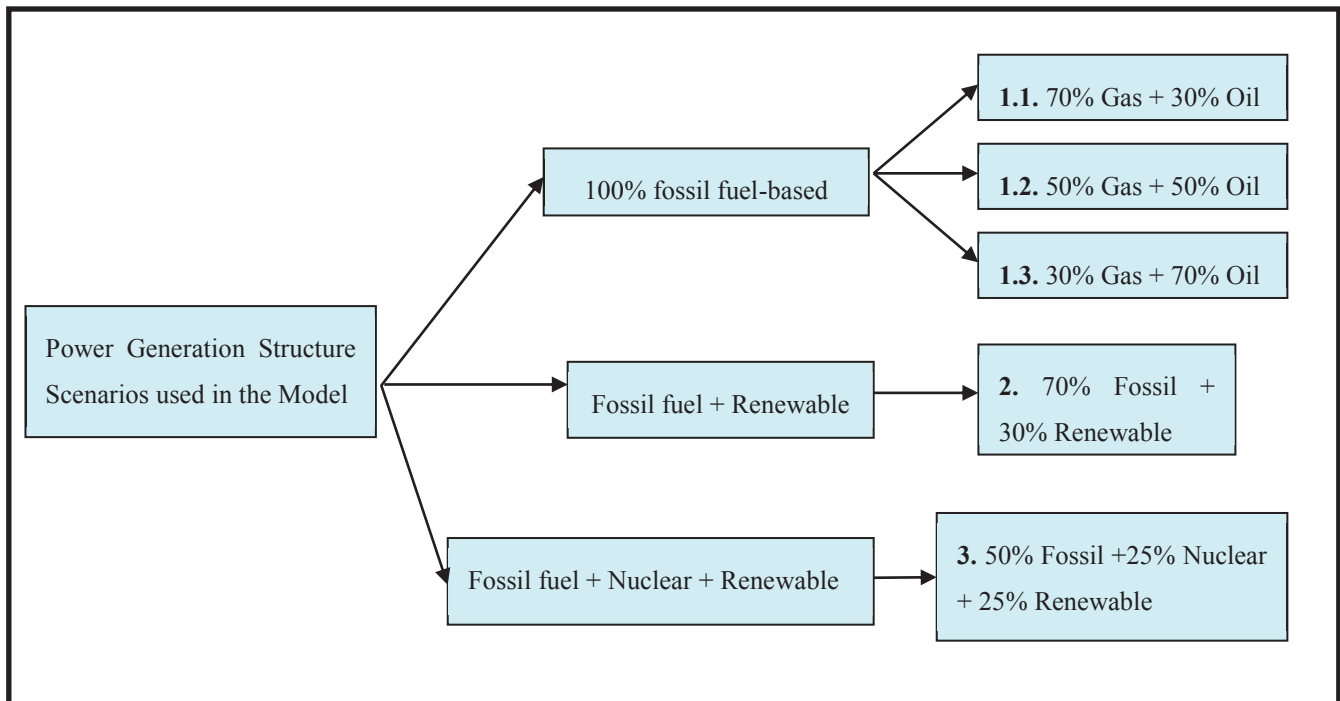 Power Generation Structure
Scenarios used in the Model
100% fossil fuel-based
1.1. 70% Gas + 30% Oil
1.2. 50% Gas + 50% Oil
1.3. 30% Gas + 70% Oil
Fossil fuel + Renewable
2. 70% Fossil +
30% Renewable
Fossil fuel + Nuclear + Renewable
3. 50% Fossil +25% Nuclear
+ 25% Renewable